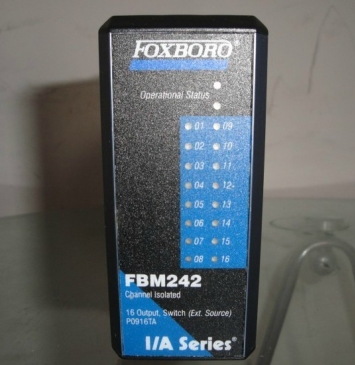 FOXBORO
Operational Status
01 09
02 10
03 11
04 12
05 13
06 14
07 15
08 16
FBM242
Channel Isolated
16 Output, Switch (Ext. Source)
P0916TA
I/A Series®